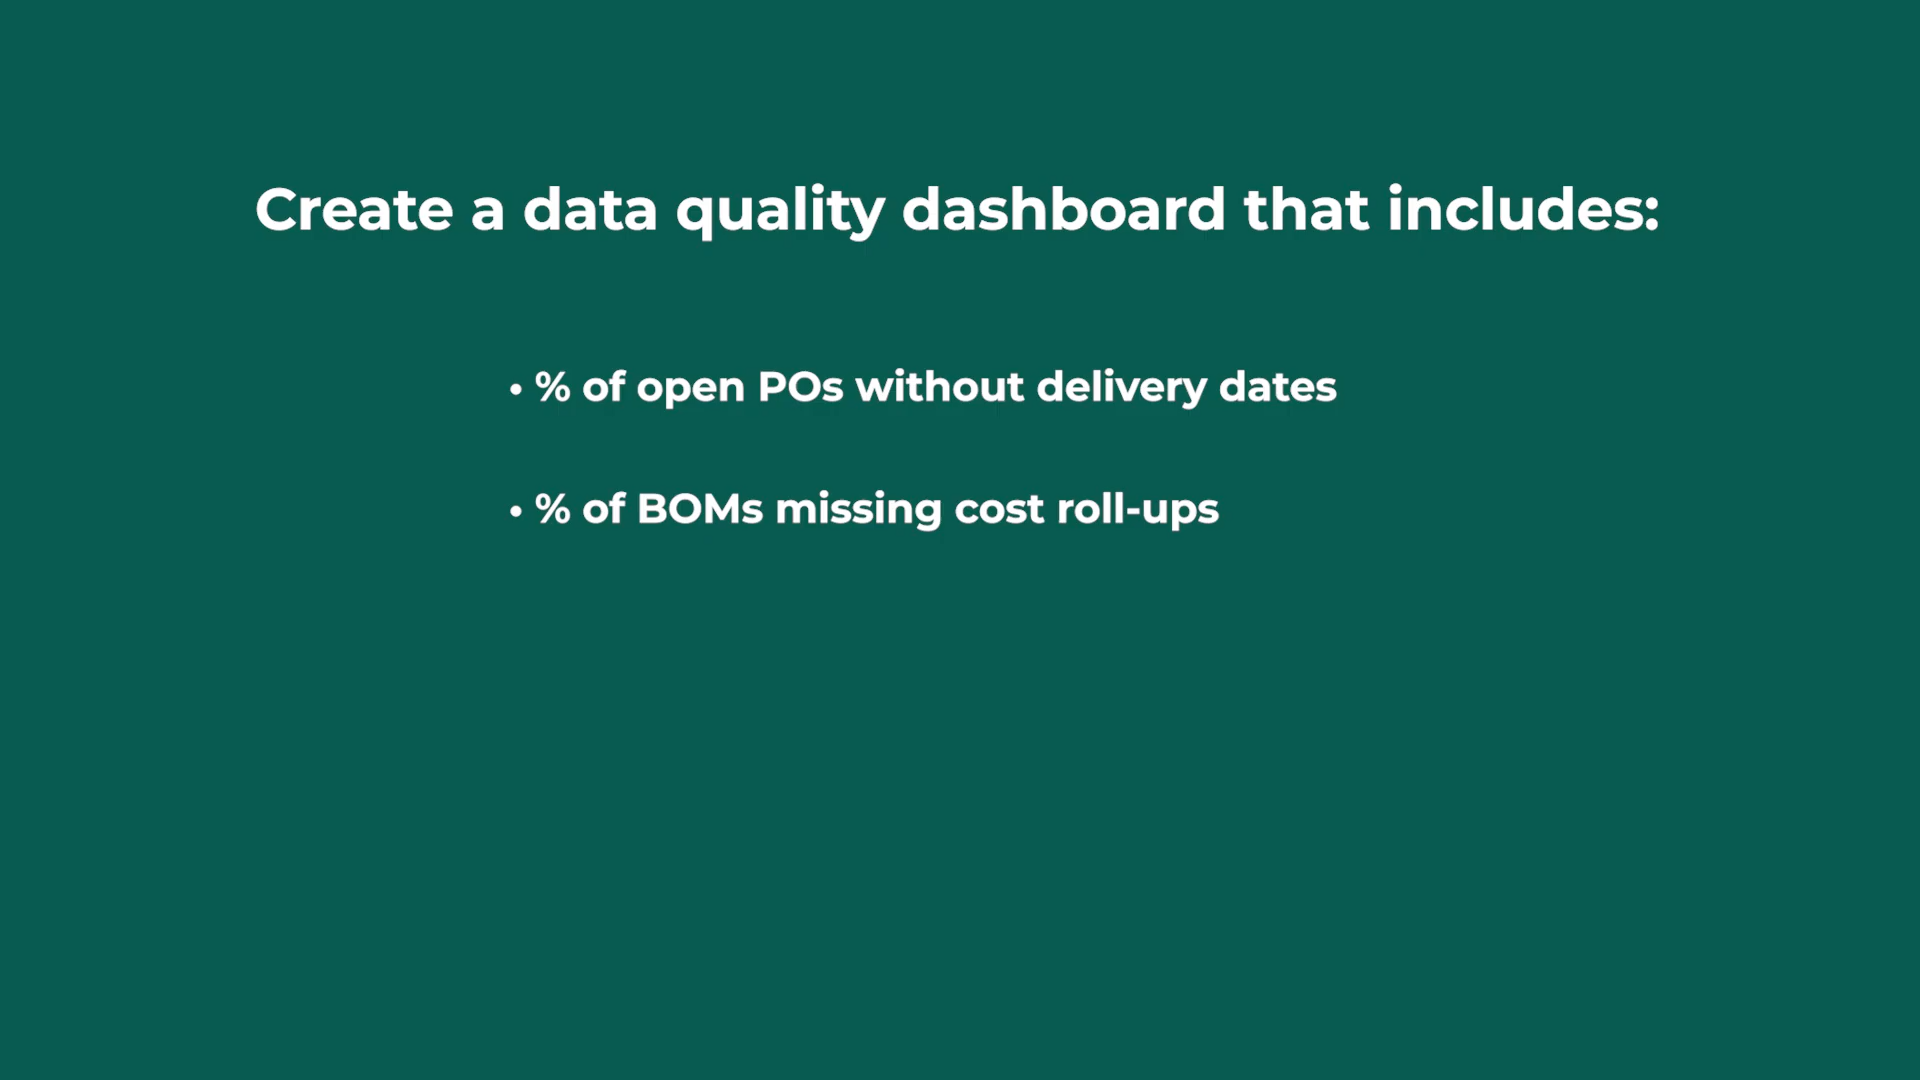 Create a data quality dashboard that includes:
• % of open POs without delivery dates
• % of BOMs missing cost roll-ups